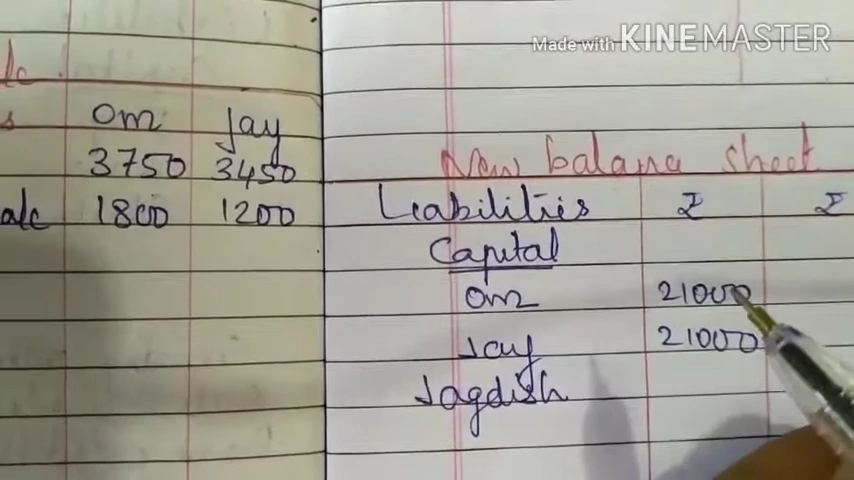 Made with KINEMASTER
a/c
s Om Jay
3750 3450
a/c 1800 1200
New balance sheet
Liabilities ₹ ₹
Capital
Om 21000
Jay 21000
Jagdish